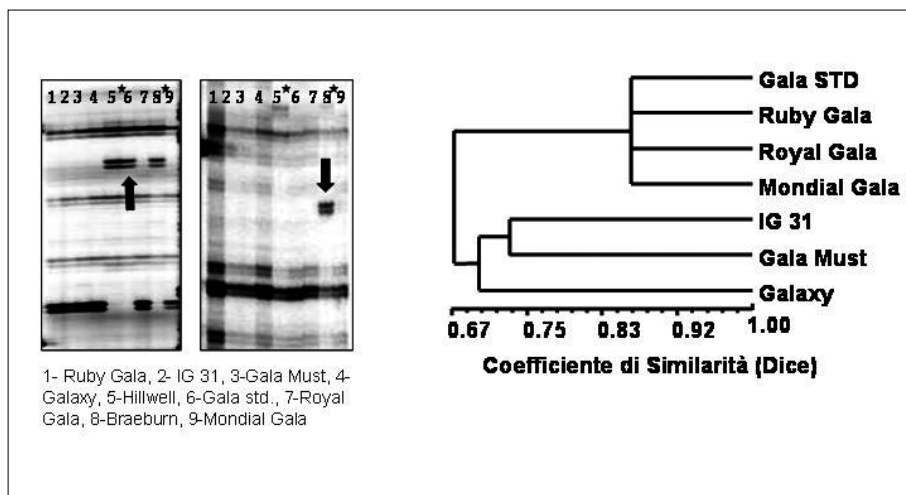 1 2 3 4 5★6 7 8★9
1 2 3 4 5★6 7 8★9
1- Ruby Gala, 2- IG 31, 3-Gala Must, 4-
Galaxy, 5-Hillwell, 6-Gala std., 7-Royal
Gala, 8-Braeburn, 9-Mondial Gala
Gala STD
Ruby Gala
Royal Gala
Mondial Gala
IG 31
Gala Must
Galaxy
0.67 0.75 0.83 0.92 1.00
Coefficiente di Similarità (Dice)